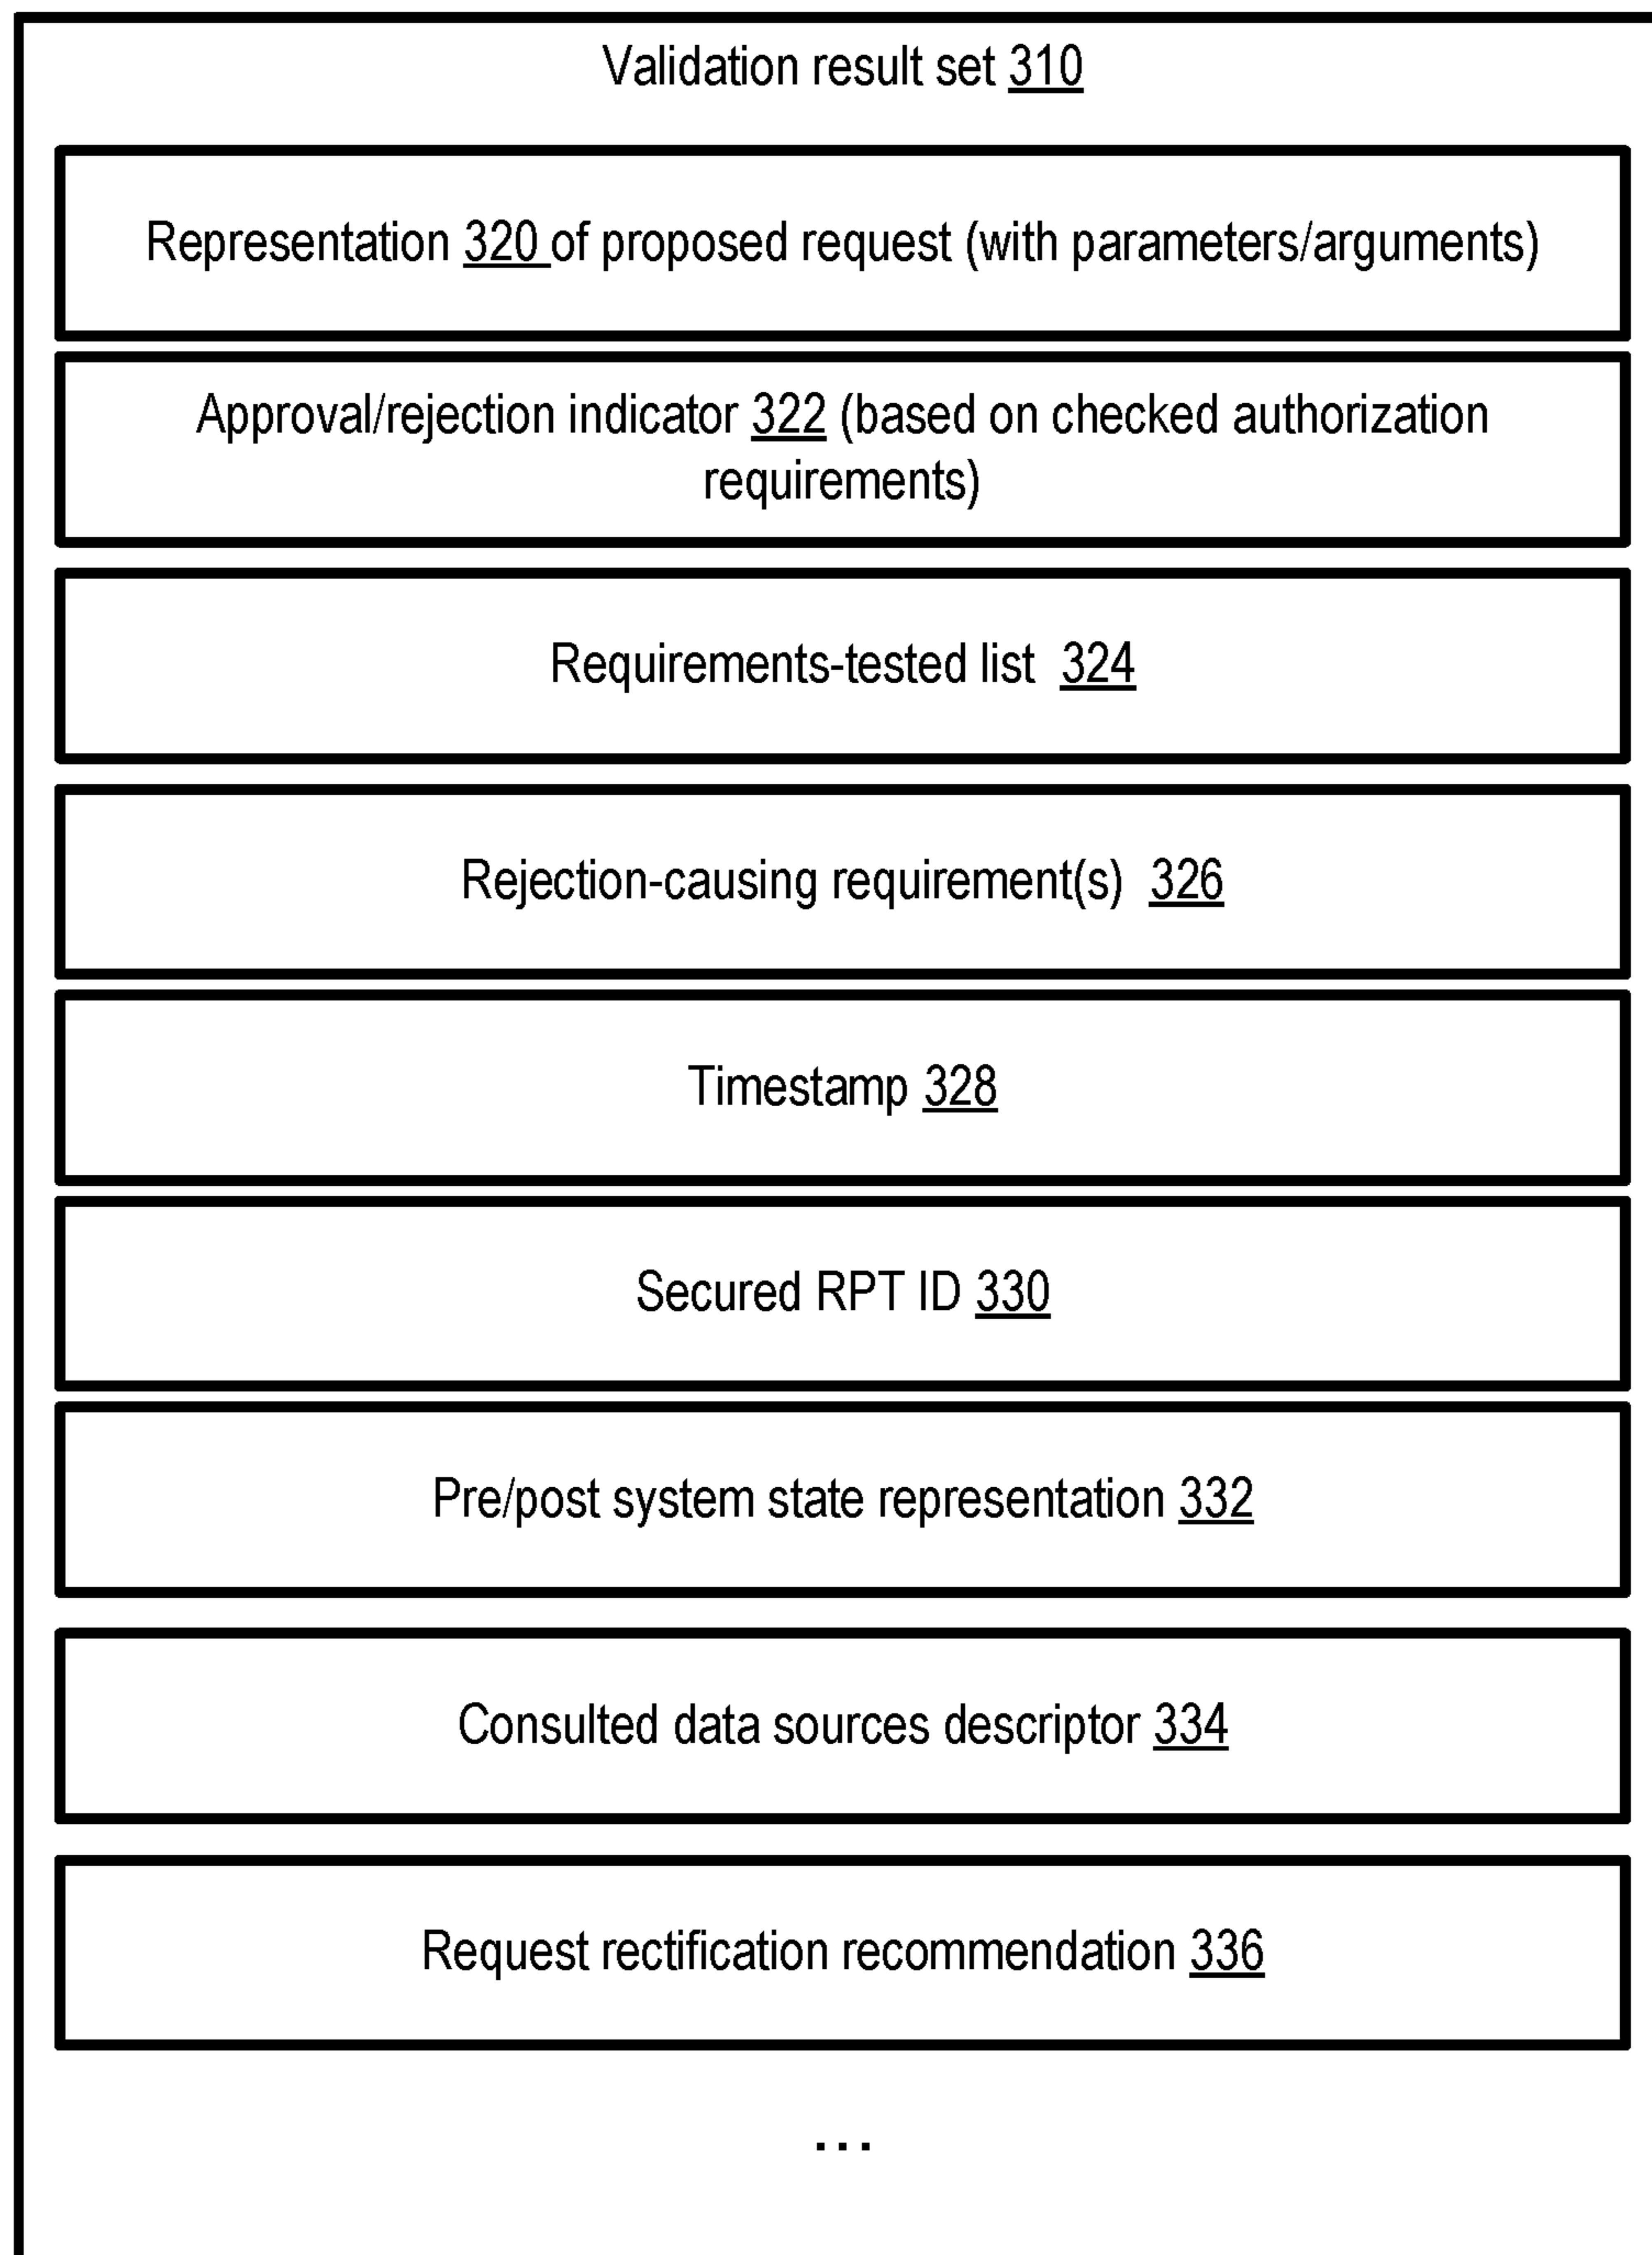 Validation result set 310
Representation 320 of proposed request (with parameters/arguments)
Approval/rejection indicator 322 (based on checked authorization
requirements)
Requirements-tested list 324
Rejection-causing requirement(s) 326
Timestamp 328
Secured RPT ID 330
Pre/post system state representation 332
Consulted data sources descriptor 334
Request rectification recommendation 336
...